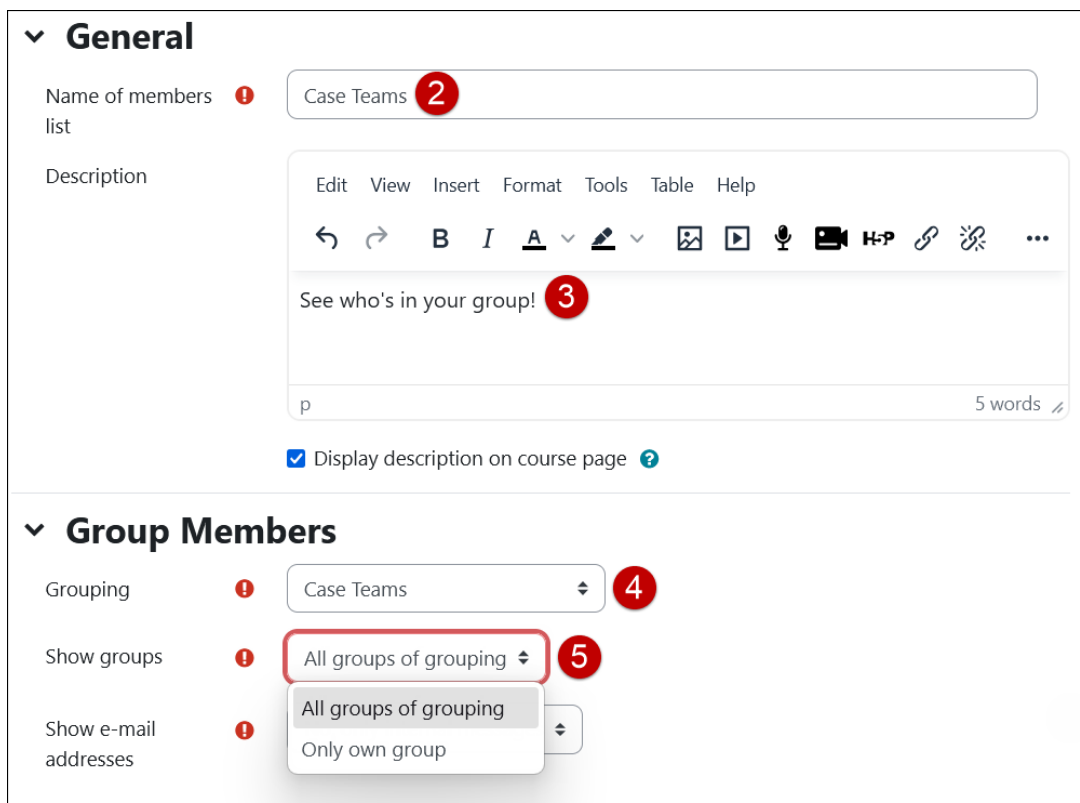 General
Name of members
list
Case Teams 2
Description
Edit View Insert Format Tools Table Help
B I A H5P
See who's in your group! 3
p 5 words
Display description on course page ?
Group Members
Grouping ! Case Teams 4
Show groups ! All groups of grouping 5
All groups of grouping
Only own group
Show e-mail
addresses